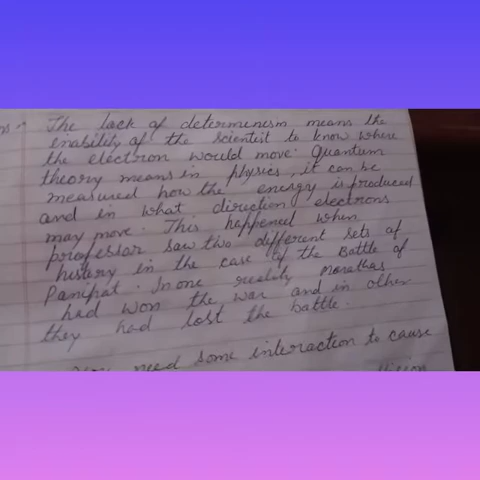 ns⌃ The lack of determinism means the
inability of the scientist to know where
the electron would move. Quantum
theory means in physics, it can be
measured how the energy is produced
and in what direction electrons
may move. This happened when
professar saw two different sets of
history in the case of the Battle of
Panipat. In one reality Marathas
had won the war and in other
they had lost the battle.
You need some interaction to cause